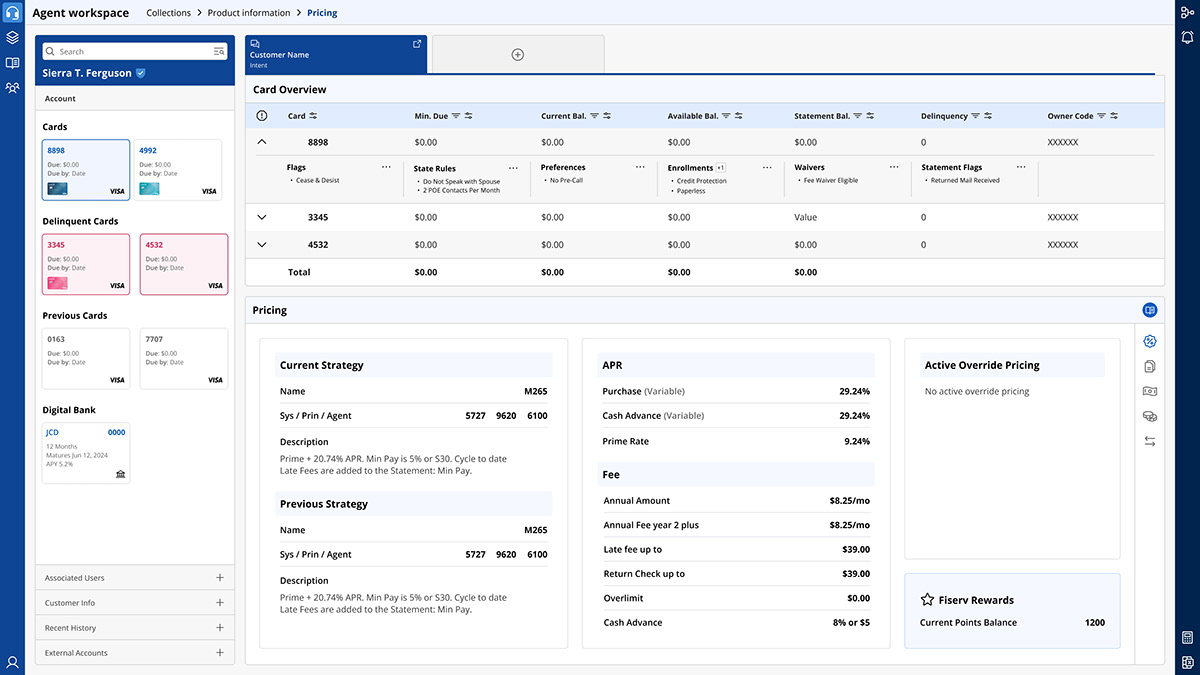 Agent workspace
Collections > Product information > Pricing
Search
Sierra T. Ferguson
Account
Cards
8898
Due: $0.00
Due by: Date
VISA
4992
Due: $0.00
Due by: Date
VISA
Delinquent Cards
3345
Due: $0.00
Due by: Date
VISA
4532
Due: $0.00
Due by: Date
VISA
Previous Cards
0163
Due: $0.00
Due by: Date
VISA
7707
Due: $0.00
Due by: Date
VISA
Digital Bank
JCD 0000
12 Months
Matures Jun 12, 2024
APY 5.2%
Associated Users
Customer Info
Recent History
External Accounts
Customer Name
Intent
Card Overview
Card Min. Due Current Bal. Available Bal. Statement Bal. Delinquency Owner Code
8898 $0.00 $0.00 $0.00 $0.00 0 XXXXXX
Flags
• Cease & Desist
State Rules
• Do Not Speak with Spouse
• 2 POE Contacts Per Month
Preferences
• No Pre-Call
Enrollments +1
• Credit Protection
• Paperless
Waivers
• Fee Waiver Eligible
Statement Flags
• Returned Mail Received
3345 $0.00 $0.00 $0.00 Value 0 XXXXXX
4532 $0.00 $0.00 $0.00 $0.00 0 XXXXXX
Total $0.00 $0.00 $0.00 $0.00
Pricing
Current Strategy
Name M265
Sys / Prin / Agent 5727 9620 6100
Description
Prime + 20.74% APR. Min Pay is 5% or S30. Cycle to date
Late Fees are added to the Statement: Min Pay.
Previous Strategy
Name M265
Sys / Prin / Agent 5727 9620 6100
Description
Prime + 20.74% APR. Min Pay is 5% or S30. Cycle to date
Late Fees are added to the Statement: Min Pay.
APR
Purchase (Variable) 29.24%
Cash Advance (Variable) 29.24%
Prime Rate 9.24%
Fee
Annual Amount $8.25/mo
Annual Fee year 2 plus $8.25/mo
Late fee up to $39.00
Return Check up to $39.00
Overlimit $0.00
Cash Advance 8% or $5
Active Override Pricing
No active override pricing
Fiserv Rewards
Current Points Balance 1200